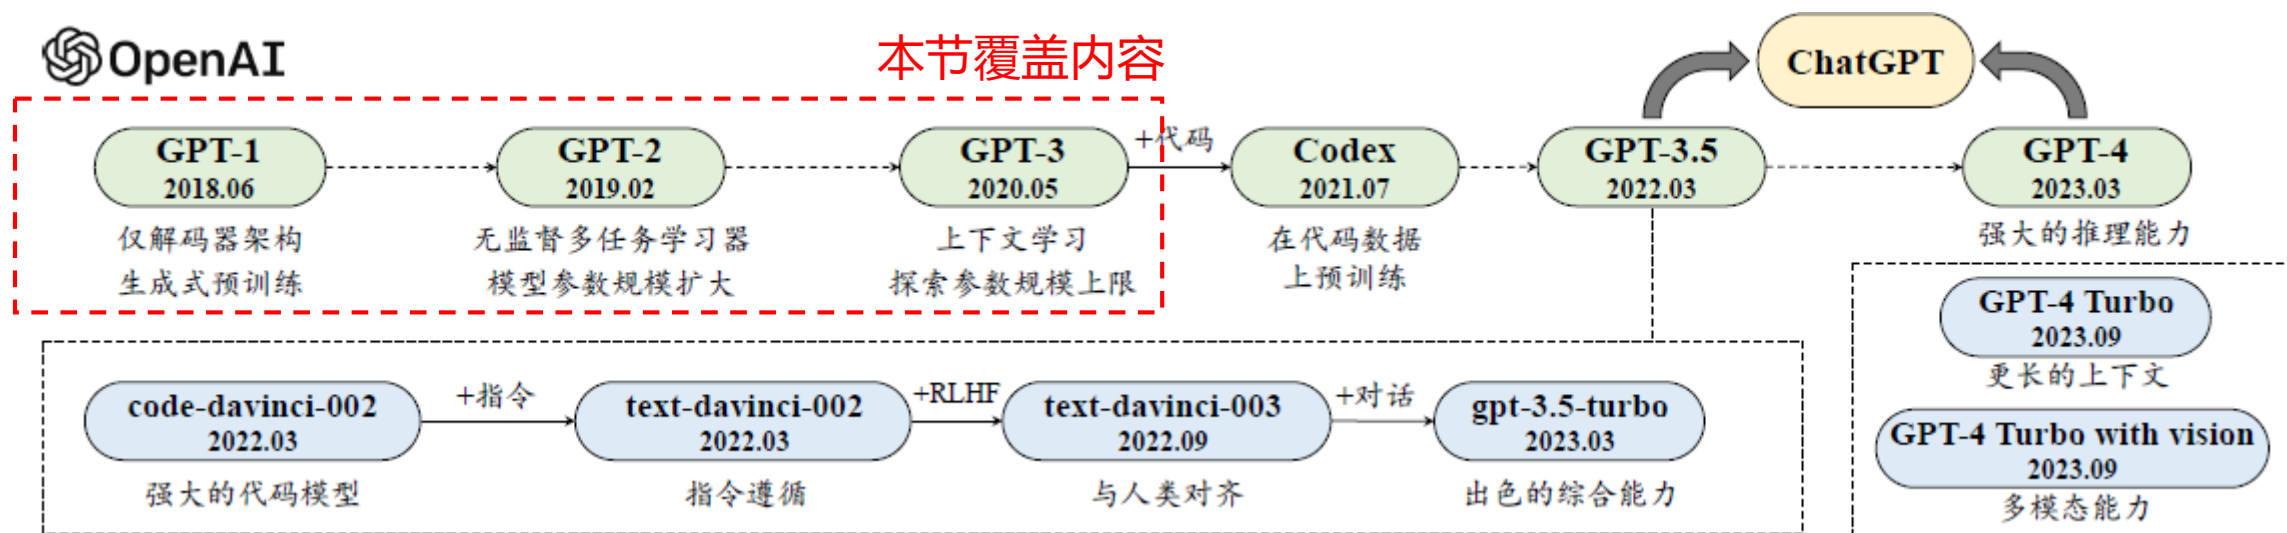 OpenAI
本节覆盖内容
ChatGPT
GPT-1
2018.06
仅解码器架构
生成式预训练
GPT-2
2019.02
无监督多任务学习器
模型参数规模扩大
GPT-3
2020.05
上下文学习
探索参数规模上限
+代码
Codex
2021.07
在代码数据
上预训练
GPT-3.5
2022.03
GPT-4
2023.03
强大的推理能力
GPT-4 Turbo
2023.09
更长的上下文
GPT-4 Turbo with vision
2023.09
多模态能力
code-davinci-002
2022.03
强大的代码模型
+指令
text-davinci-002
2022.03
指令遵循
+RLHF
text-davinci-003
2022.09
与人类对齐
+对话
gpt-3.5-turbo
2023.03
出色的综合能力